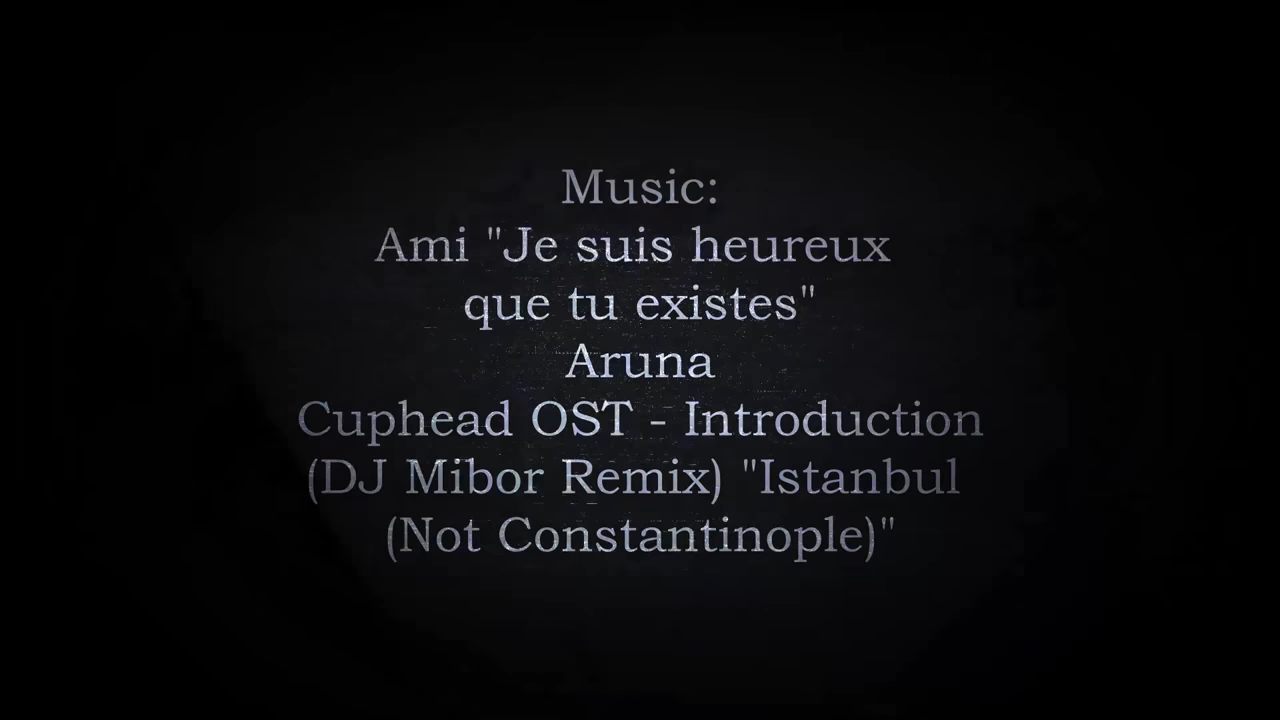 Music:
Ami "Je suis heureux
que tu existes"
Aruna
Cuphead OST - Introduction
(DJ Mibor Remix) "Istanbul
(Not Constantinople)"